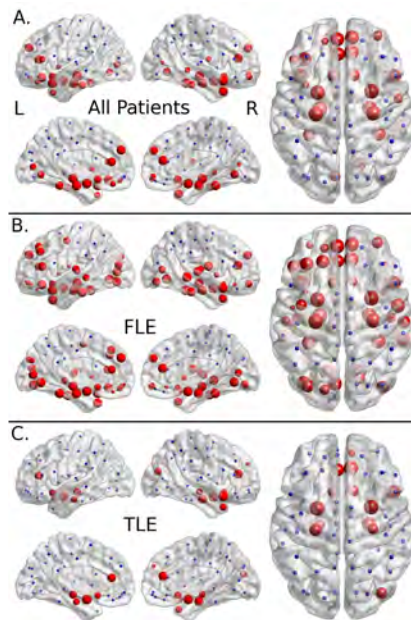 A.
L All Patients R
B.
FLE
C.
TLE